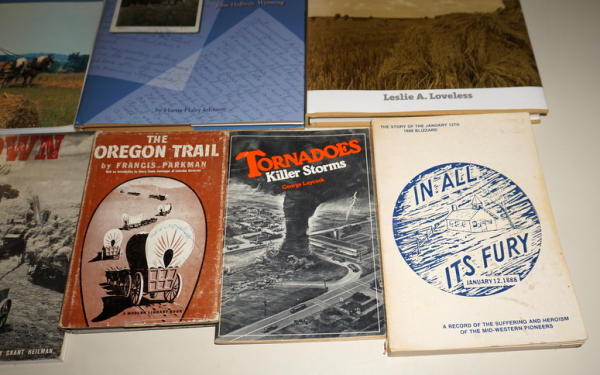 Leslie A. Loveless
OWN
GRANT HEILMAN
THE
OREGON TRAIL
by FRANCIS PARKMAN
A MODERN LIBRARY BOOK
TORNADOES
Killer Storms
George Laycock
THE STORY OF THE JANUARY 12TH
1888 BLIZZARD
IN ALL
ITS FURY
JANUARY 12, 1888
A RECORD OF THE SUFFERING AND HEROISM
OF THE MID-WESTERN PIONEERS